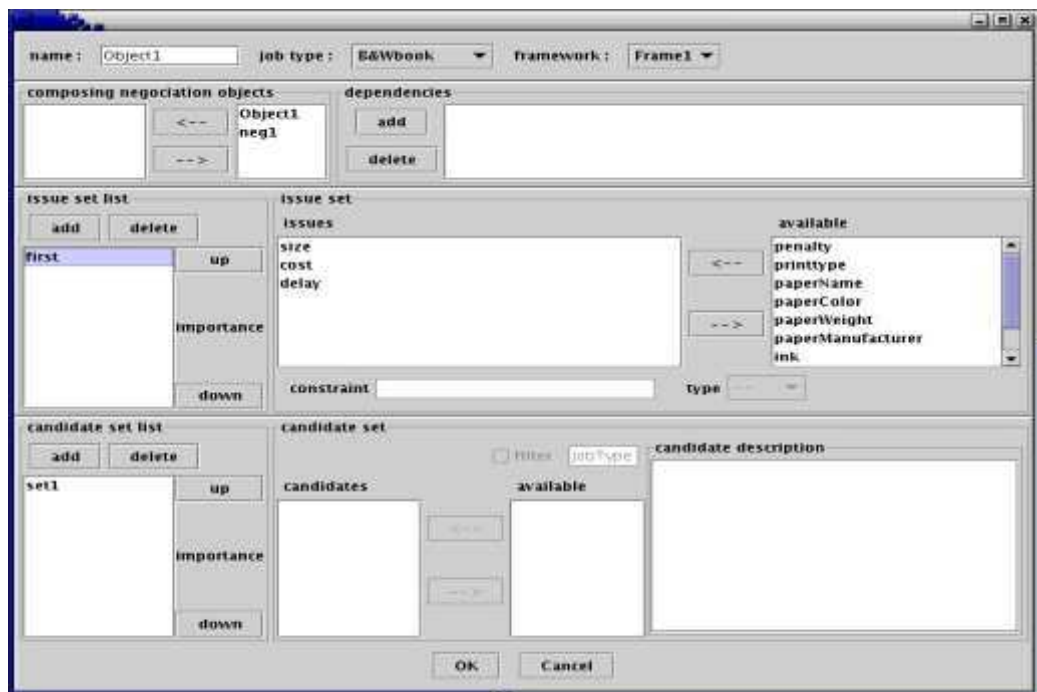 name : Object1 job type : B&Wbook framework : Frame1
composing negociation objects dependencies
<-- Object1 add
neg1
--> delete
issue set list issue set
add delete issues available
first up size <-- penalty
cost printtype
delay paperName
importance --> paperColor
paperWeight
paperManufacturer
ink
down constraint type --
candidate set list candidate set
add delete Filter jobType candidate description
set1 up candidates available
<--
importance
-->
down
OK Cancel